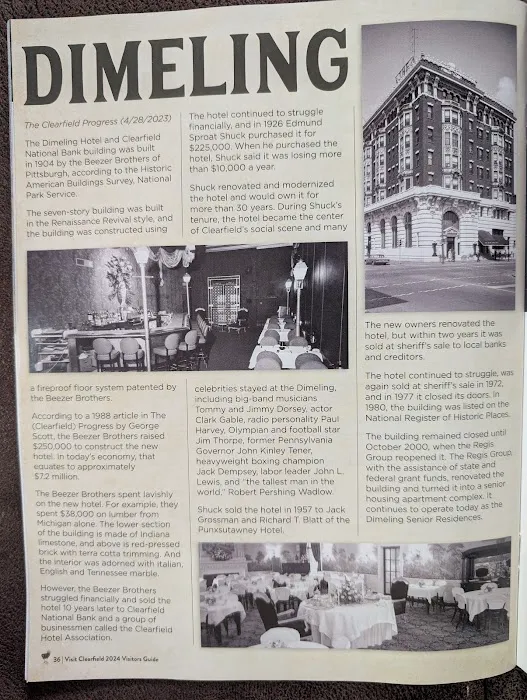 DIMELING
The Clearfield Progress (4/28/2023)
The Dimeling Hotel and Clearfield
National Bank building was built
in 1904 by the Beezer Brothers of
Pittsburgh, according to the Historic
American Buildings Survey, National
Park Service.
The seven-story building was built
in the Renaissance Revival style, and
the building was constructed using
a fireproof floor system patented by
the Beezer Brothers.
According to a 1988 article in The
(Clearfield) Progress by George
Scott, the Beezer Brothers raised
$250,000 to construct the new
hotel. In today's economy, that
equates to approximately
$7.2 million.
The Beezer Brothers spent lavishly
on the new hotel. For example, they
spent $38,000 on lumber from
Michigan alone. The lower section
of the building is made of Indiana
limestone, and above is red-pressed
brick with terra cotta trimming. And
the interior was adorned with Italian,
English and Tennessee marble.
However, the Beezer Brothers
struggled financially and sold the
hotel 10 years later to Clearfield
National Bank and a group of
businessmen called the Clearfield
Hotel Association.
The hotel continued to struggle
financially, and in 1926 Edmund
Sproat Shuck purchased it for
$225,000. When he purchased the
hotel, Shuck said it was losing more
than $10,000 a year.
Shuck renovated and modernized
the hotel and would own it for
more than 30 years. During Shuck's
tenure, the hotel became the center
of Clearfield's social scene and many
celebrities stayed at the Dimeling,
including big-band musicians
Tommy and Jimmy Dorsey, actor
Clark Gable, radio personality Paul
Harvey, Olympian and football star
Jim Thorpe, former Pennsylvania
Governor John Kinley Tener,
heavyweight boxing champion
Jack Dempsey, labor leader John L.
Lewis, and "the tallest man in the
world," Robert Pershing Wadlow.
Shuck sold the hotel in 1957 to Jack
Grossman and Richard T. Blatt of the
Punxsutawney Hotel.
The new owners renovated the
hotel, but within two years it was
sold at sheriff's sale to local banks
and creditors.
The hotel continued to struggle, was
again sold at sheriff's sale in 1972,
and in 1977 it closed its doors. In
1980, the building was listed on the
National Register of Historic Places.
The building remained closed until
October 2000, when the Regis
Group reopened it. The Regis Group,
with the assistance of state and
federal grant funds, renovated the
building and turned it into a senior
housing apartment complex. It
continues to operate today as the
Dimeling Senior Residences.
36 | Visit Clearfield 2024 Visitors Guide